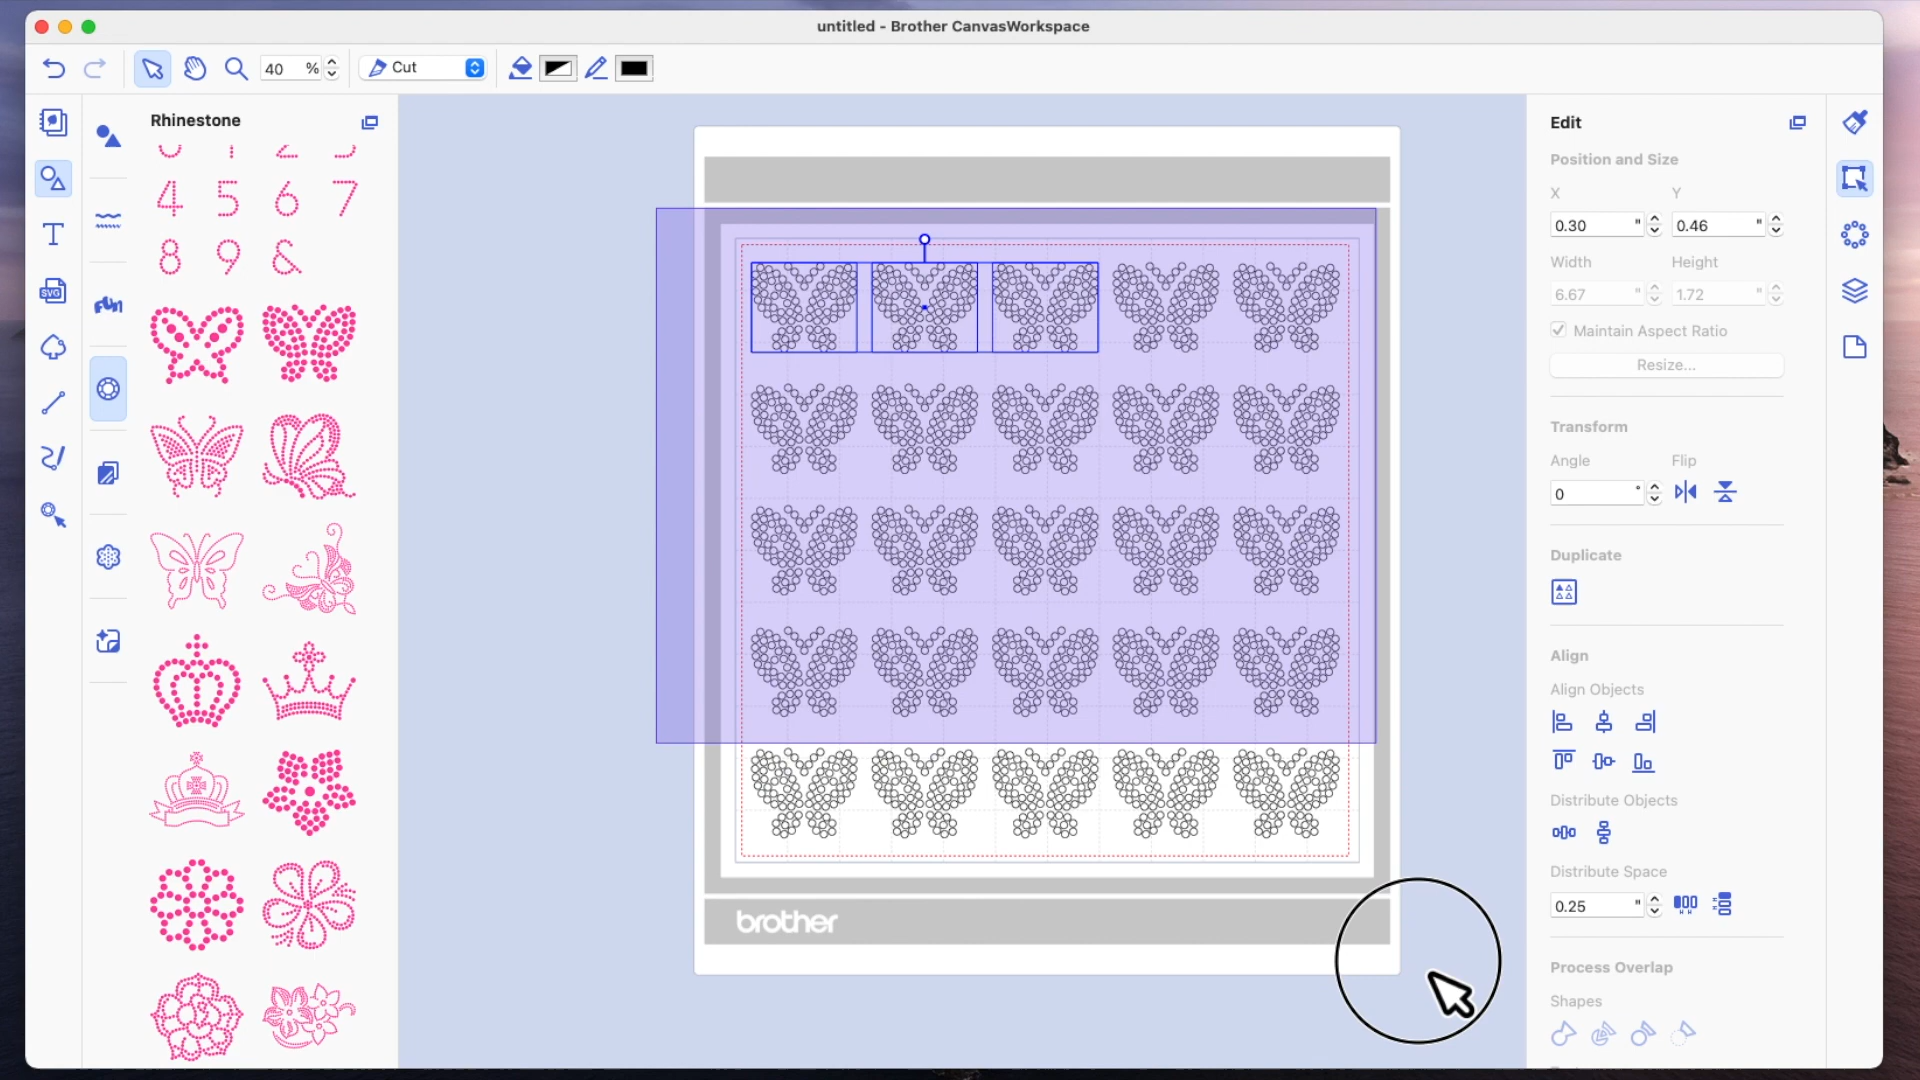 untitled - Brother CanvasWorkspace
40 %
Cut
Rhinestone
4 5 6 7
8 9 &
SVG
fun
brother
Edit
Position and Size
X Y
0.30 " 0.46 "
Width Height
6.67 " 1.72 "
Maintain Aspect Ratio
Resize...
Transform
Angle Flip
0 °
Duplicate
Align
Align Objects
Distribute Objects
Distribute Space
0.25 "
Process Overlap
Shapes